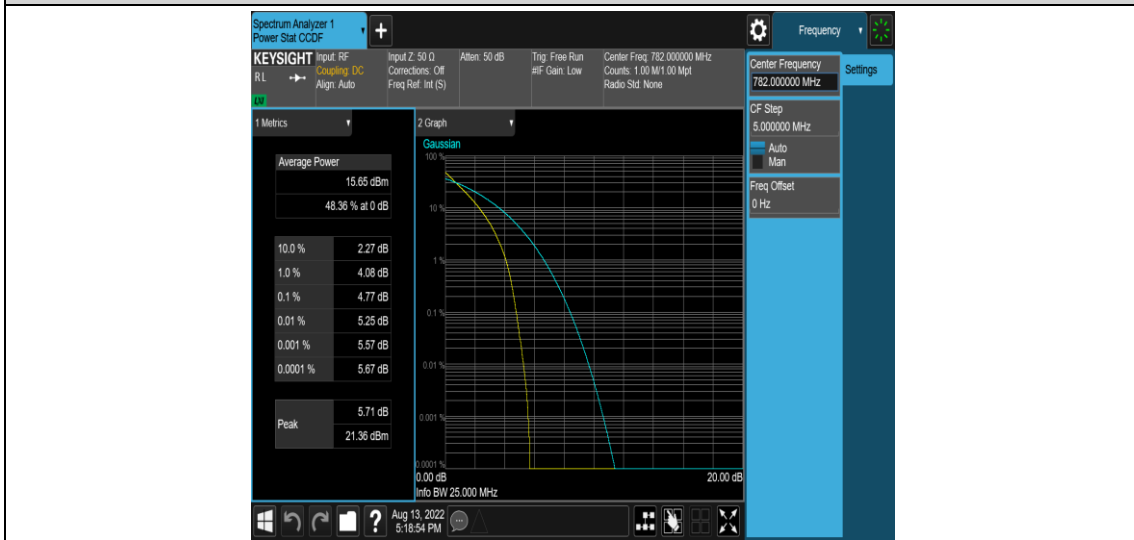 Spectrum Analyzer 1
Power Stat CCDF
+
Frequency
KEYSIGHT
RL
LXI
Input: RF
Coupling: DC
Align: Auto
Input Z: 50 Ω
Corrections: Off
Freq Ref: Int (S)
Atten: 50 dB
Trig: Free Run
#IF Gain: Low
Center Freq: 782.000000 MHz
Counts: 1.00 M/1.00 Mpt
Radio Std: None
Center Frequency
782.000000 MHz
Settings
CF Step
5.000000 MHz
Auto
Man
Freq Offset
0 Hz
1 Metrics
Average Power
15.65 dBm
48.36 % at 0 dB
10.0 % 2.27 dB
1.0 % 4.08 dB
0.1 % 4.77 dB
0.01 % 5.25 dB
0.001 % 5.57 dB
0.0001 % 5.67 dB
Peak
5.71 dB
21.36 dBm
2 Graph
Gaussian
100 %
10 %
1 %
0.1 %
0.01 %
0.001 %
0.0001 %
0.00 dB 20.00 dB
Info BW 25.000 MHz
?
Aug 13, 2022
5:18:54 PM